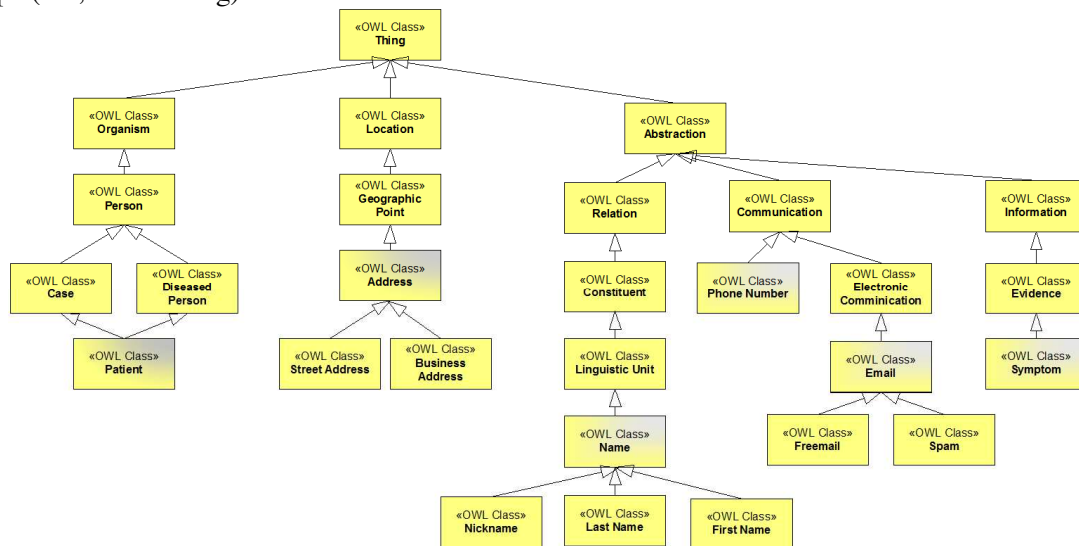 «OWL Class»
Thing
«OWL Class»
Organism
«OWL Class»
Location
«OWL Class»
Abstraction
«OWL Class»
Person
«OWL Class»
Geographic
Point
«OWL Class»
Relation
«OWL Class»
Communication
«OWL Class»
Information
«OWL Class»
Case
«OWL Class»
Diseased
Person
«OWL Class»
Address
«OWL Class»
Constituent
«OWL Class»
Phone Number
«OWL Class»
Electronic
Comminication
«OWL Class»
Evidence
«OWL Class»
Patient
«OWL Class»
Street Address
«OWL Class»
Business
Address
«OWL Class»
Linguistic Unit
«OWL Class»
Email
«OWL Class»
Symptom
«OWL Class»
Name
«OWL Class»
Freemail
«OWL Class»
Spam
«OWL Class»
Nickname
«OWL Class»
Last Name
«OWL Class»
First Name